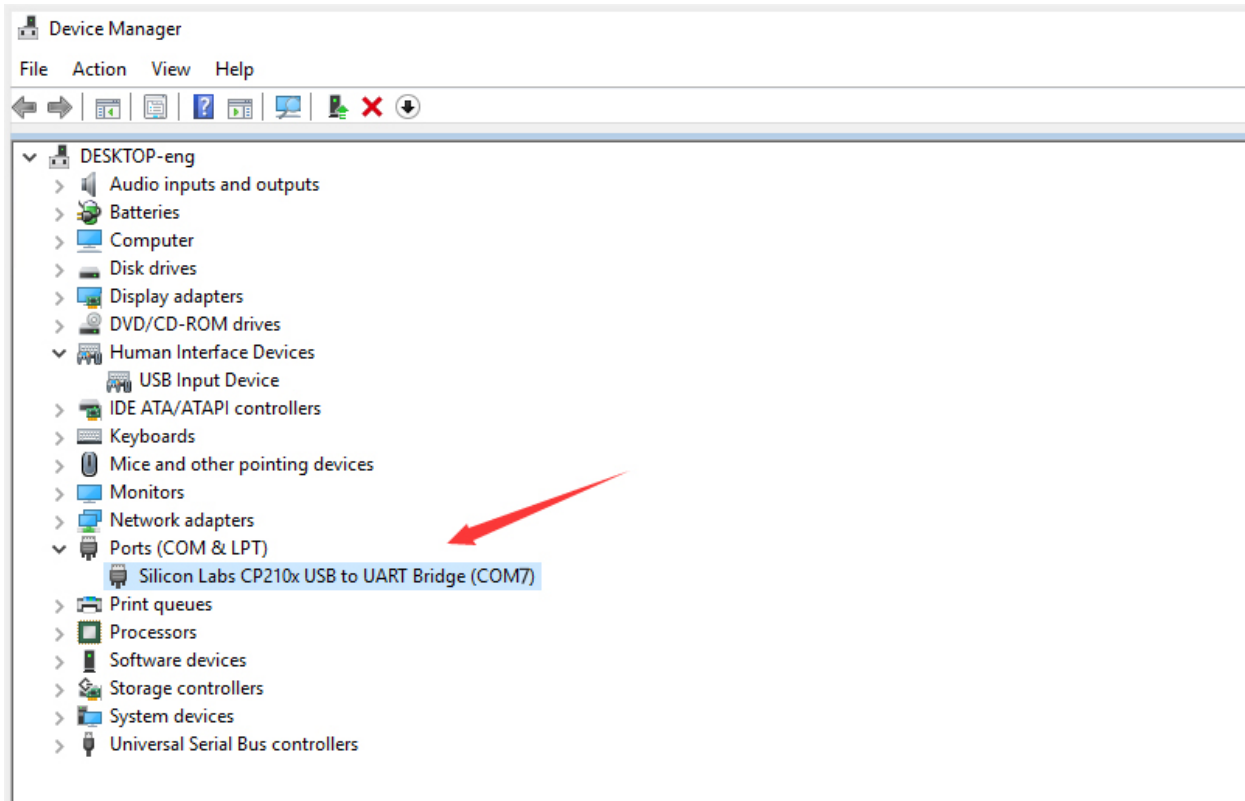 Device Manager
File Action View Help
DESKTOP-eng
Audio inputs and outputs
Batteries
Computer
Disk drives
Display adapters
DVD/CD-ROM drives
Human Interface Devices
USB Input Device
IDE ATA/ATAPI controllers
Keyboards
Mice and other pointing devices
Monitors
Network adapters
Ports (COM & LPT)
Silicon Labs CP210x USB to UART Bridge (COM7)
Print queues
Processors
Software devices
Storage controllers
System devices
Universal Serial Bus controllers